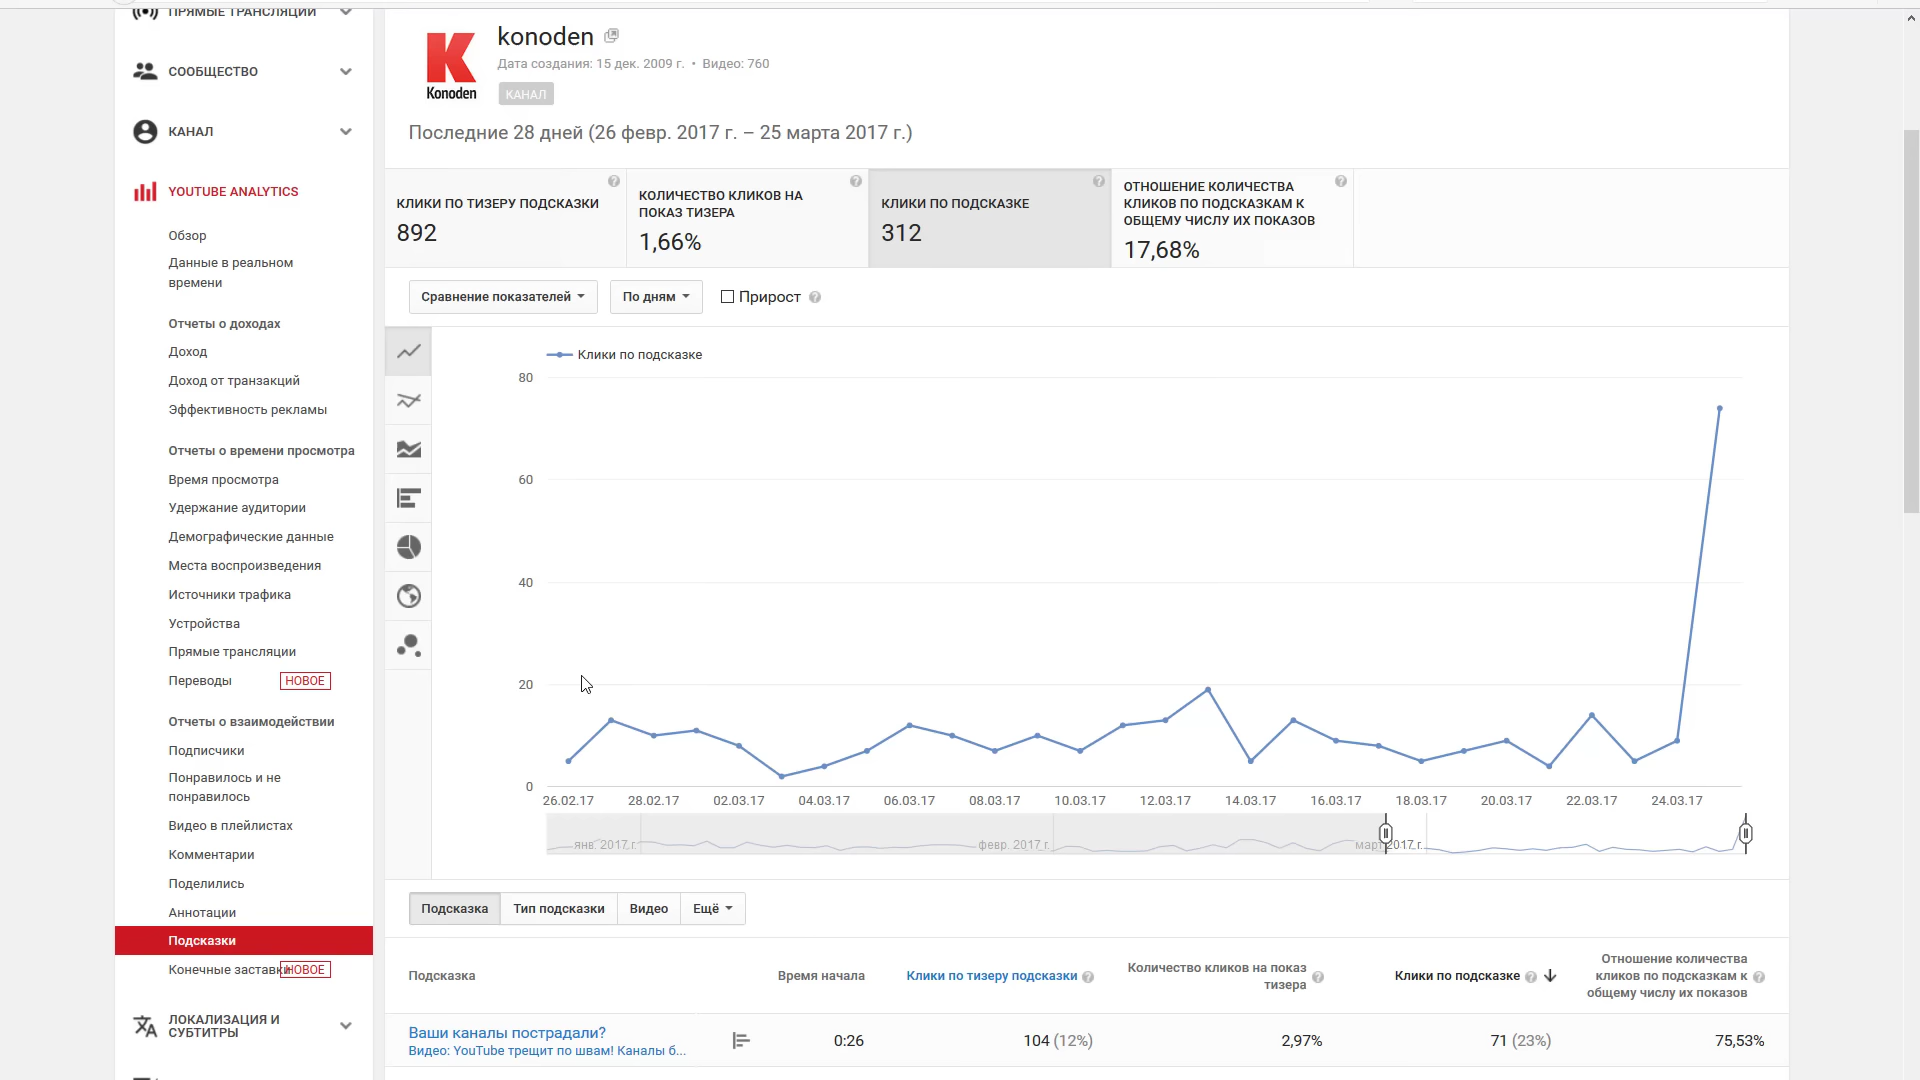 ПРЯМЫЕ ТРАНСЛЯЦИИ
СООБЩЕСТВО
КАНАЛ
YOUTUBE ANALYTICS
Обзор
Данные в реальном
времени
Отчеты о доходах
Доход
Доход от транзакций
Эффективность рекламы
Отчеты о времени просмотра
Время просмотра
Удержание аудитории
Демографические данные
Места воспроизведения
Источники трафика
Устройства
Прямые трансляции
Переводы НОВОЕ
Отчеты о взаимодействии
Подписчики
Понравилось и не
понравилось
Видео в плейлистах
Комментарии
Поделились
Аннотации
Подсказки
Конечные заставки НОВОЕ
ЛОКАЛИЗАЦИЯ И
СУБТИТРЫ
K
Konoden
konoden
Дата создания: 15 дек. 2009 г. • Видео: 760
КАНАЛ
Последние 28 дней (26 февр. 2017 г. – 25 марта 2017 г.)
КЛИКИ ПО ТИЗЕРУ ПОДСКАЗКИ
892
КОЛИЧЕСТВО КЛИКОВ НА
ПОКАЗ ТИЗЕРА
1,66%
КЛИКИ ПО ПОДСКАЗКЕ
312
ОТНОШЕНИЕ КОЛИЧЕСТВА
КЛИКОВ ПО ПОДСКАЗКАМ К
ОБЩЕМУ ЧИСЛУ ИХ ПОКАЗОВ
17,68%
Сравнение показателей По дням Прирост
Клики по подсказке
80
60
40
20
0
26.02.17 28.02.17 02.03.17 04.03.17 06.03.17 08.03.17 10.03.17 12.03.17 14.03.17 16.03.17 18.03.17 20.03.17 22.03.17 24.03.17
янв. 2017 г. февр. 2017 г. март 2017 г.
Подсказка Тип подсказки Видео Ещё
Подсказка
Время начала
Клики по тизеру подсказки
Количество кликов на показ
тизера
Клики по подсказке
Отношение количества
кликов по подсказкам к
общему числу их показов
Ваши каналы пострадали?
Видео: YouTube трещит по швам! Каналы б...
0:26 104 (12%) 2,97% 71 (23%) 75,53%